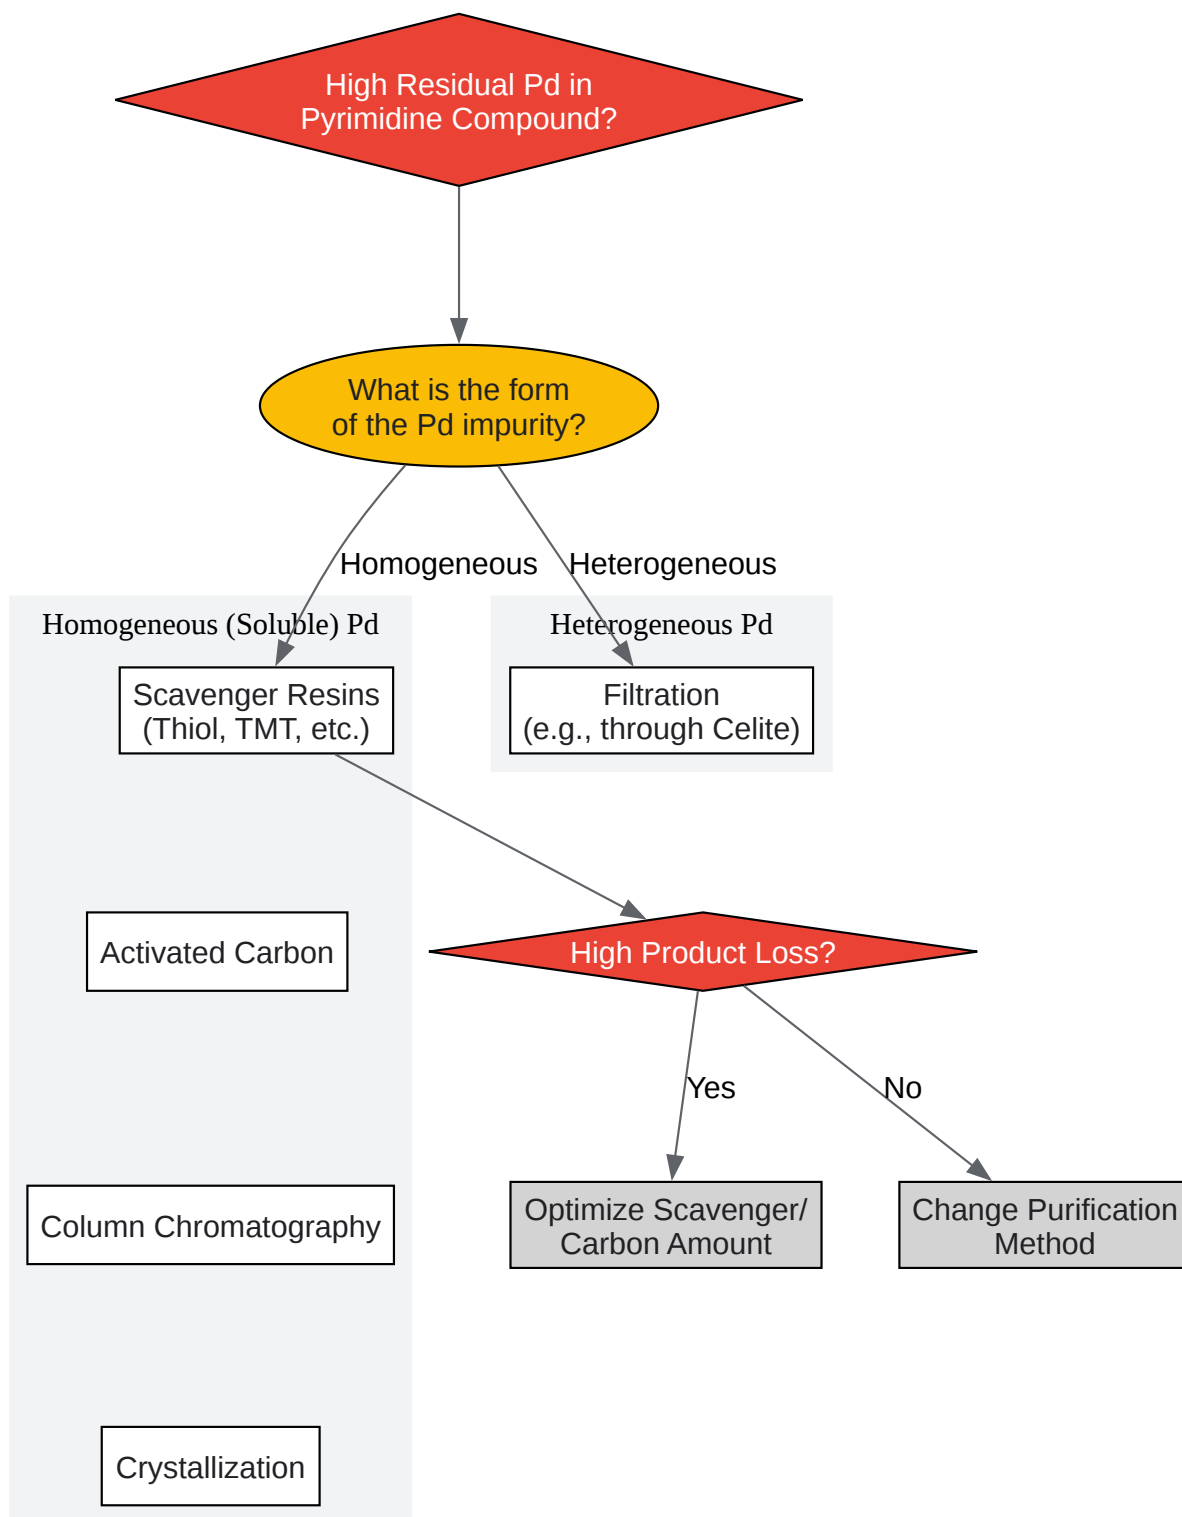 High Residual Pd in
Pyrimidine Compound?
What is the form
of the Pd impurity?
Homogeneous
Heterogeneous
Homogeneous (Soluble) Pd
Heterogeneous Pd
Scavenger Resins
(Thiol, TMT, etc.)
Filtration
(e.g., through Celite)
Activated Carbon
High Product Loss?
Yes
No
Column Chromatography
Optimize Scavenger/
Carbon Amount
Change Purification
Method
Crystallization